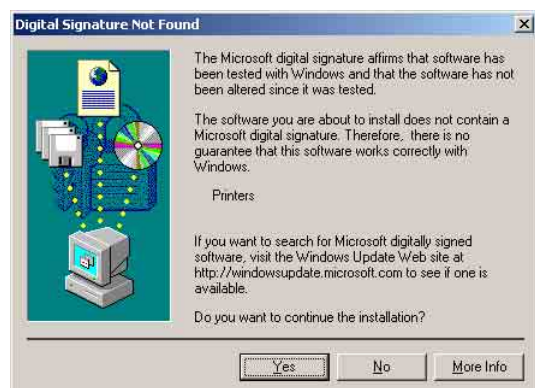 Digital Signature Not Found
The Microsoft digital signature affirms that software has
been tested with Windows and that the software has not
been altered since it was tested.
The software you are about to install does not contain a
Microsoft digital signature. Therefore, there is no
guarantee that this software works correctly with
Windows.
Printers
If you want to search for Microsoft digitally signed
software, visit the Windows Update Web site at
http://windowsupdate.microsoft.com to see if one is
available.
Do you want to continue the installation?
Yes No More Info